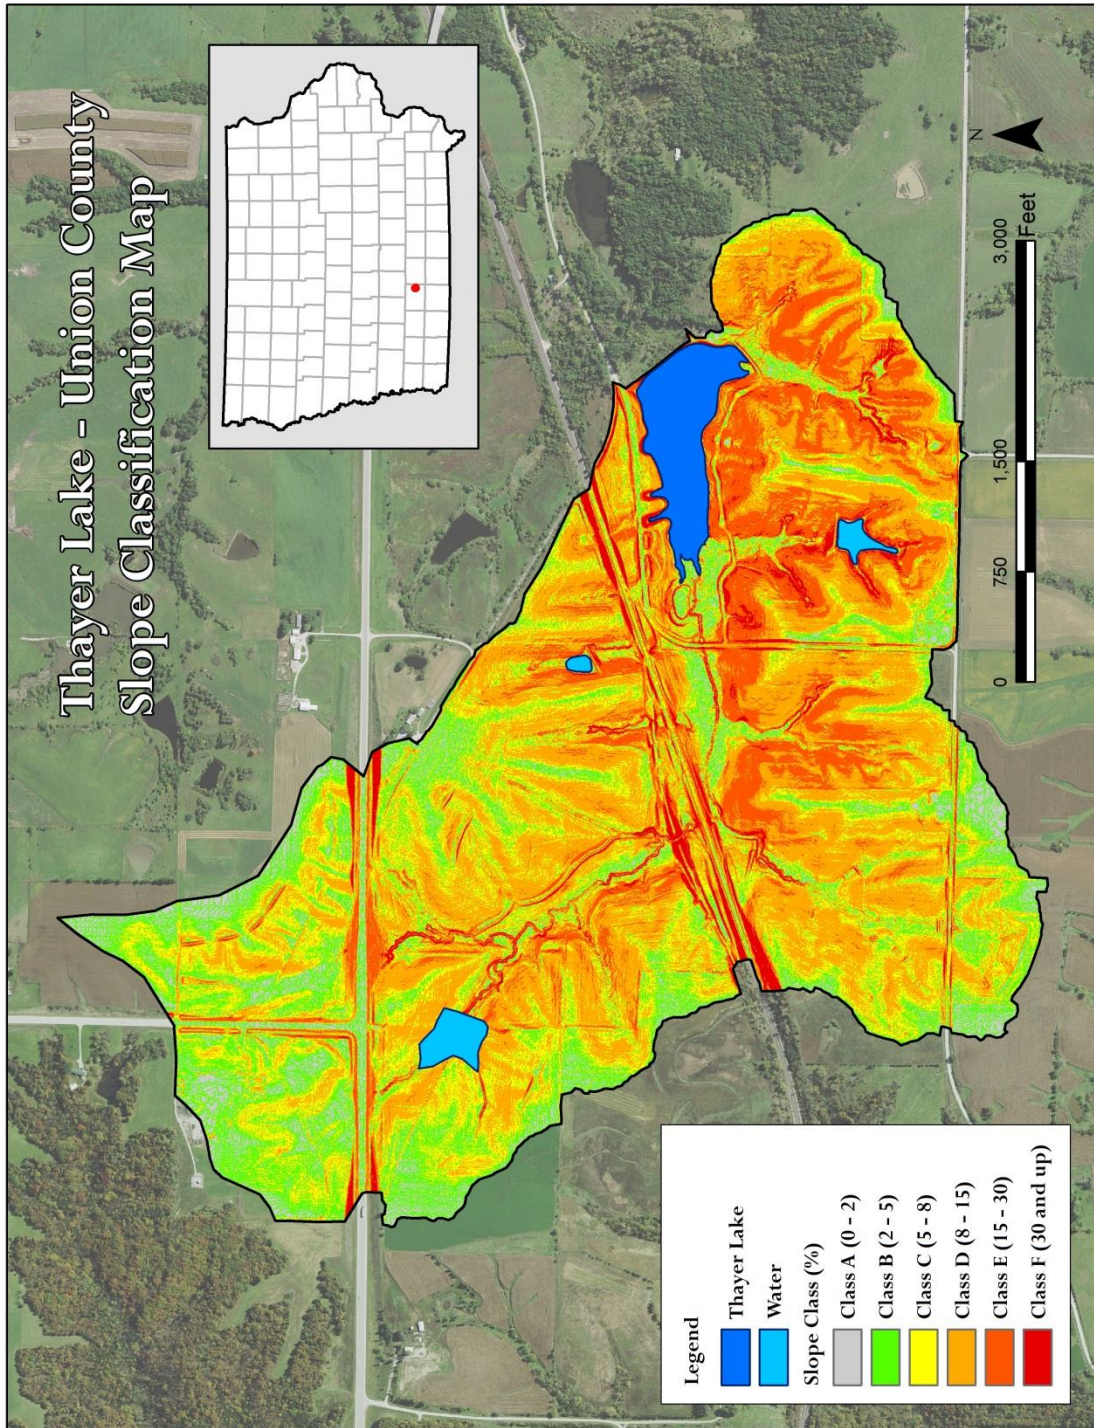 Thayer Lake - Union County
Slope Classification Map
N
0 750 1,500 3,000
Feet
Legend
Thayer Lake
Water
Slope Class (%)
Class A (0 - 2)
Class B (2 - 5)
Class C (5 - 8)
Class D (8 - 15)
Class E (15 - 30)
Class F (30 and up)